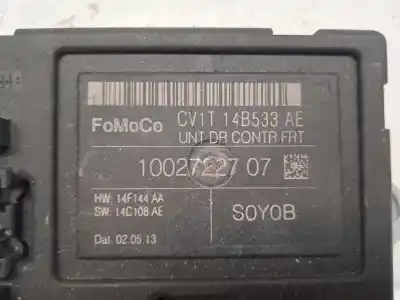 FoMoCo
CV1T 14B533 AE
UNT DR CONTR FRT
10027227 07
HW: 14F144 AA
SW: 14C108 AE
S0Y0B
Dat. 02.05.13